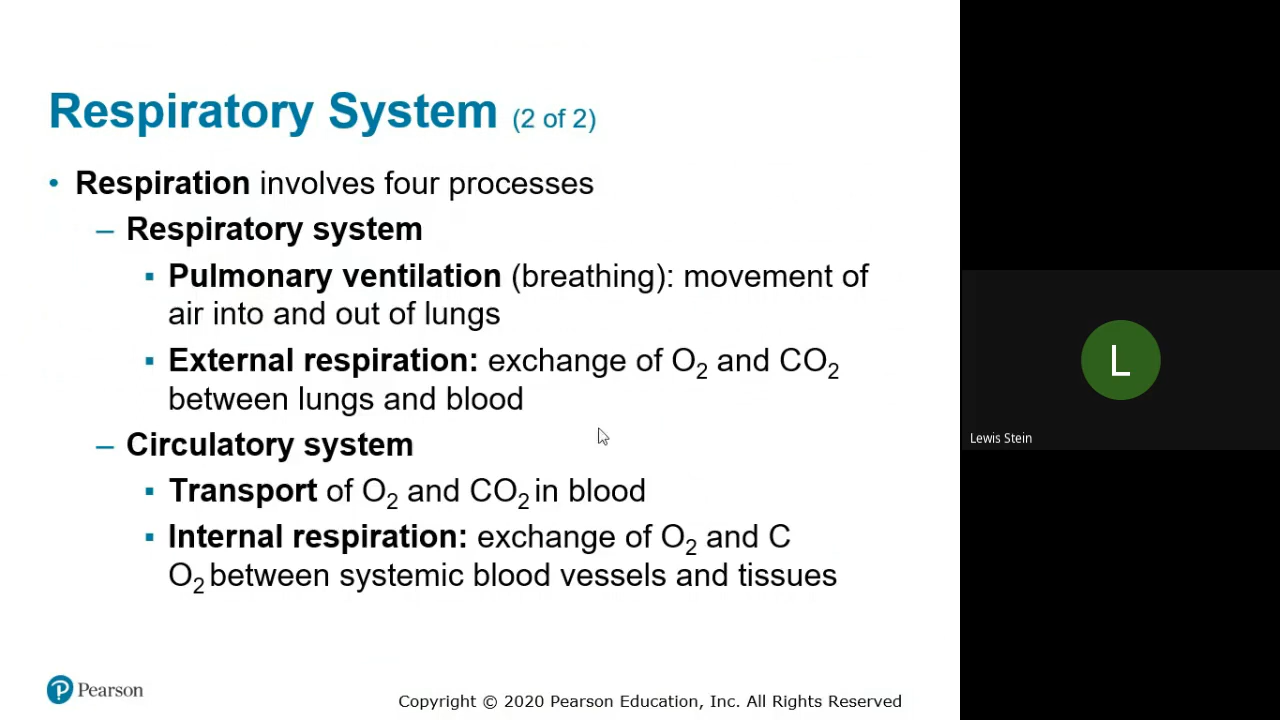 Respiratory System (2 of 2)
• Respiration involves four processes
– Respiratory system
▪ Pulmonary ventilation (breathing): movement of
air into and out of lungs
▪ External respiration: exchange of O₂ and CO₂
between lungs and blood
– Circulatory system
▪ Transport of O₂ and CO₂ in blood
▪ Internal respiration: exchange of O₂ and C
O₂ between systemic blood vessels and tissues
Pearson
Copyright © 2020 Pearson Education, Inc. All Rights Reserved
L
Lewis Stein